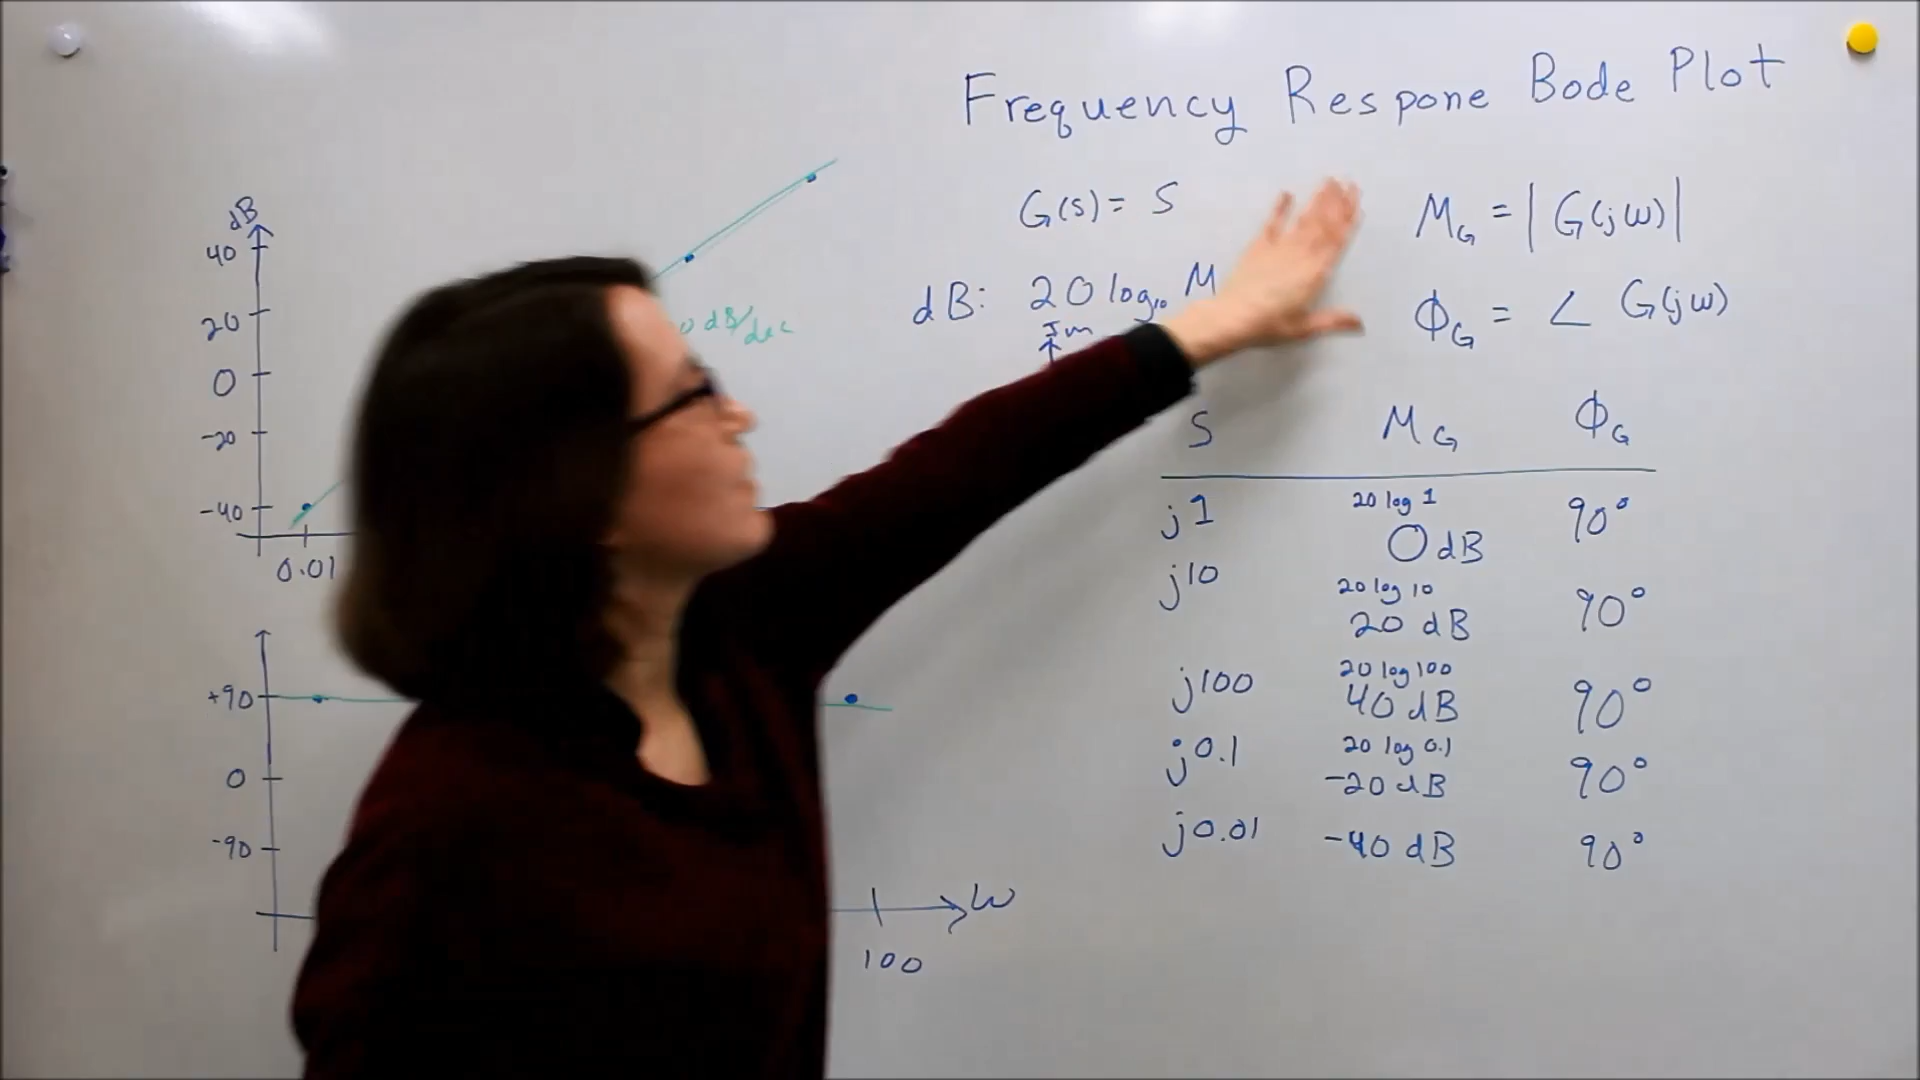 Frequency Respone Bode Plot
G(s) = S
M_G = | G(jω)|
dB: 20 log₁₀ M
Φ_G = ∠ G(jω)
Im
S M_G Φ_G
j1 20 log 1 0 dB 90°
j10 20 log 10 20 dB 90°
j100 20 log 100 40 dB 90°
j0.1 20 log 0.1 -20 dB 90°
j0.01 -40 dB 90°
dB
40
20
0
-20
-40
0.01
dB/dec
+90
0
-90
100
ω